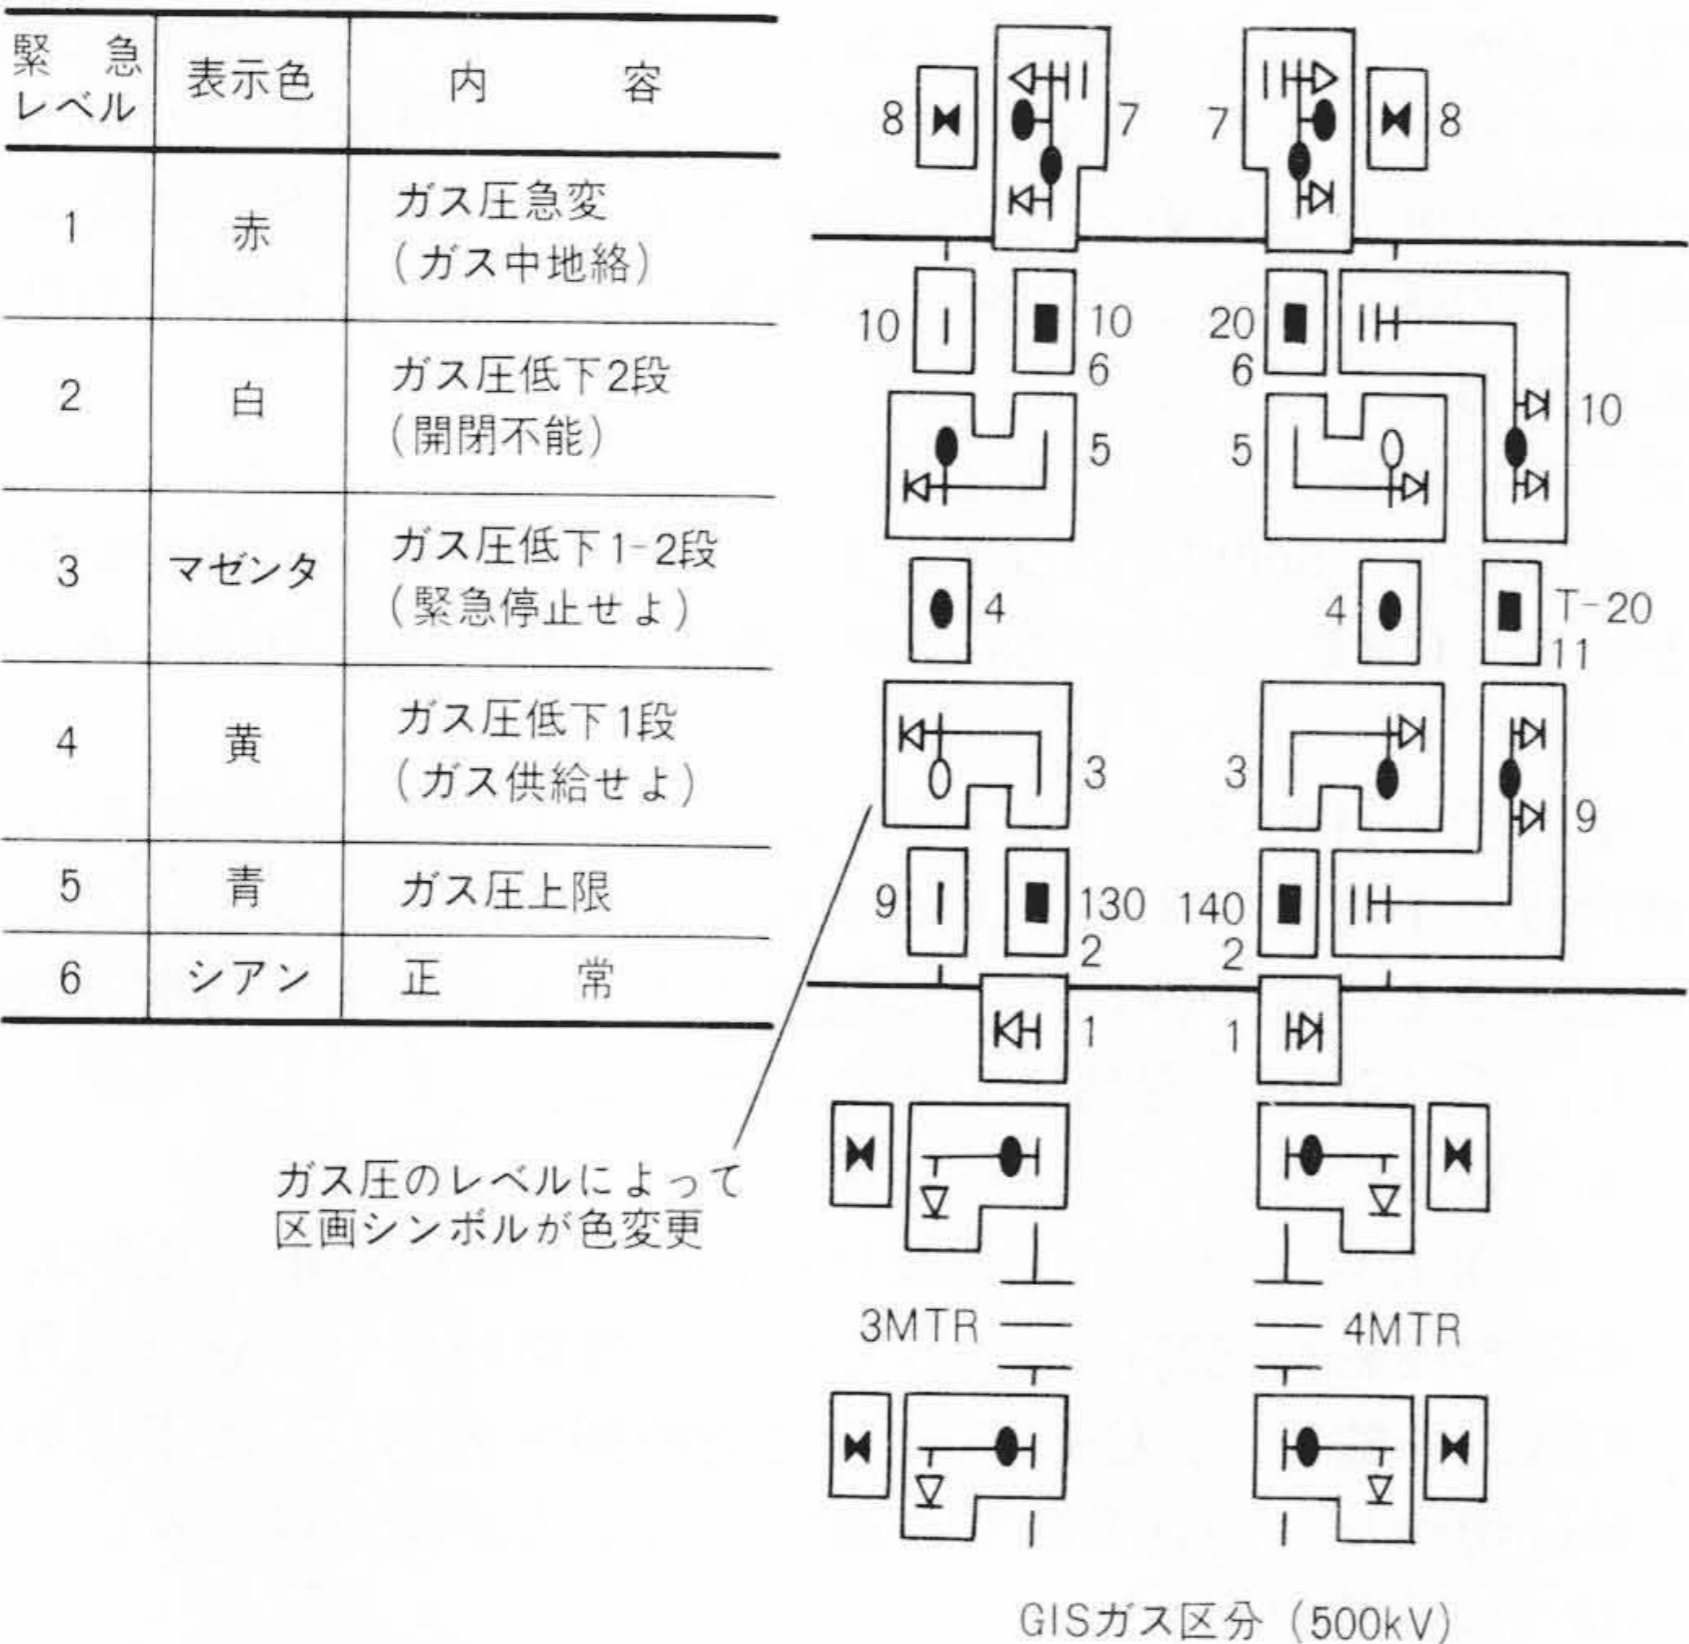 緊急
レベル 表示色 内容
1 赤 ガス圧急変
(ガス中地絡)
2 白 ガス圧低下2段
(開閉不能)
3 マゼンタ ガス圧低下1-2段
(緊急停止せよ)
4 黄 ガス圧低下1段
(ガス供給せよ)
5 青 ガス圧上限
6 シアン 正常
ガス圧のレベルによって
区画シンボルが色変更
8 7 7 8
10 10 20
6 6 10
5 5
4 4 T-20
11
3 3 9
9 130 140
2 2
1 1
3MTR 4MTR
GISガス区分 (500kV)